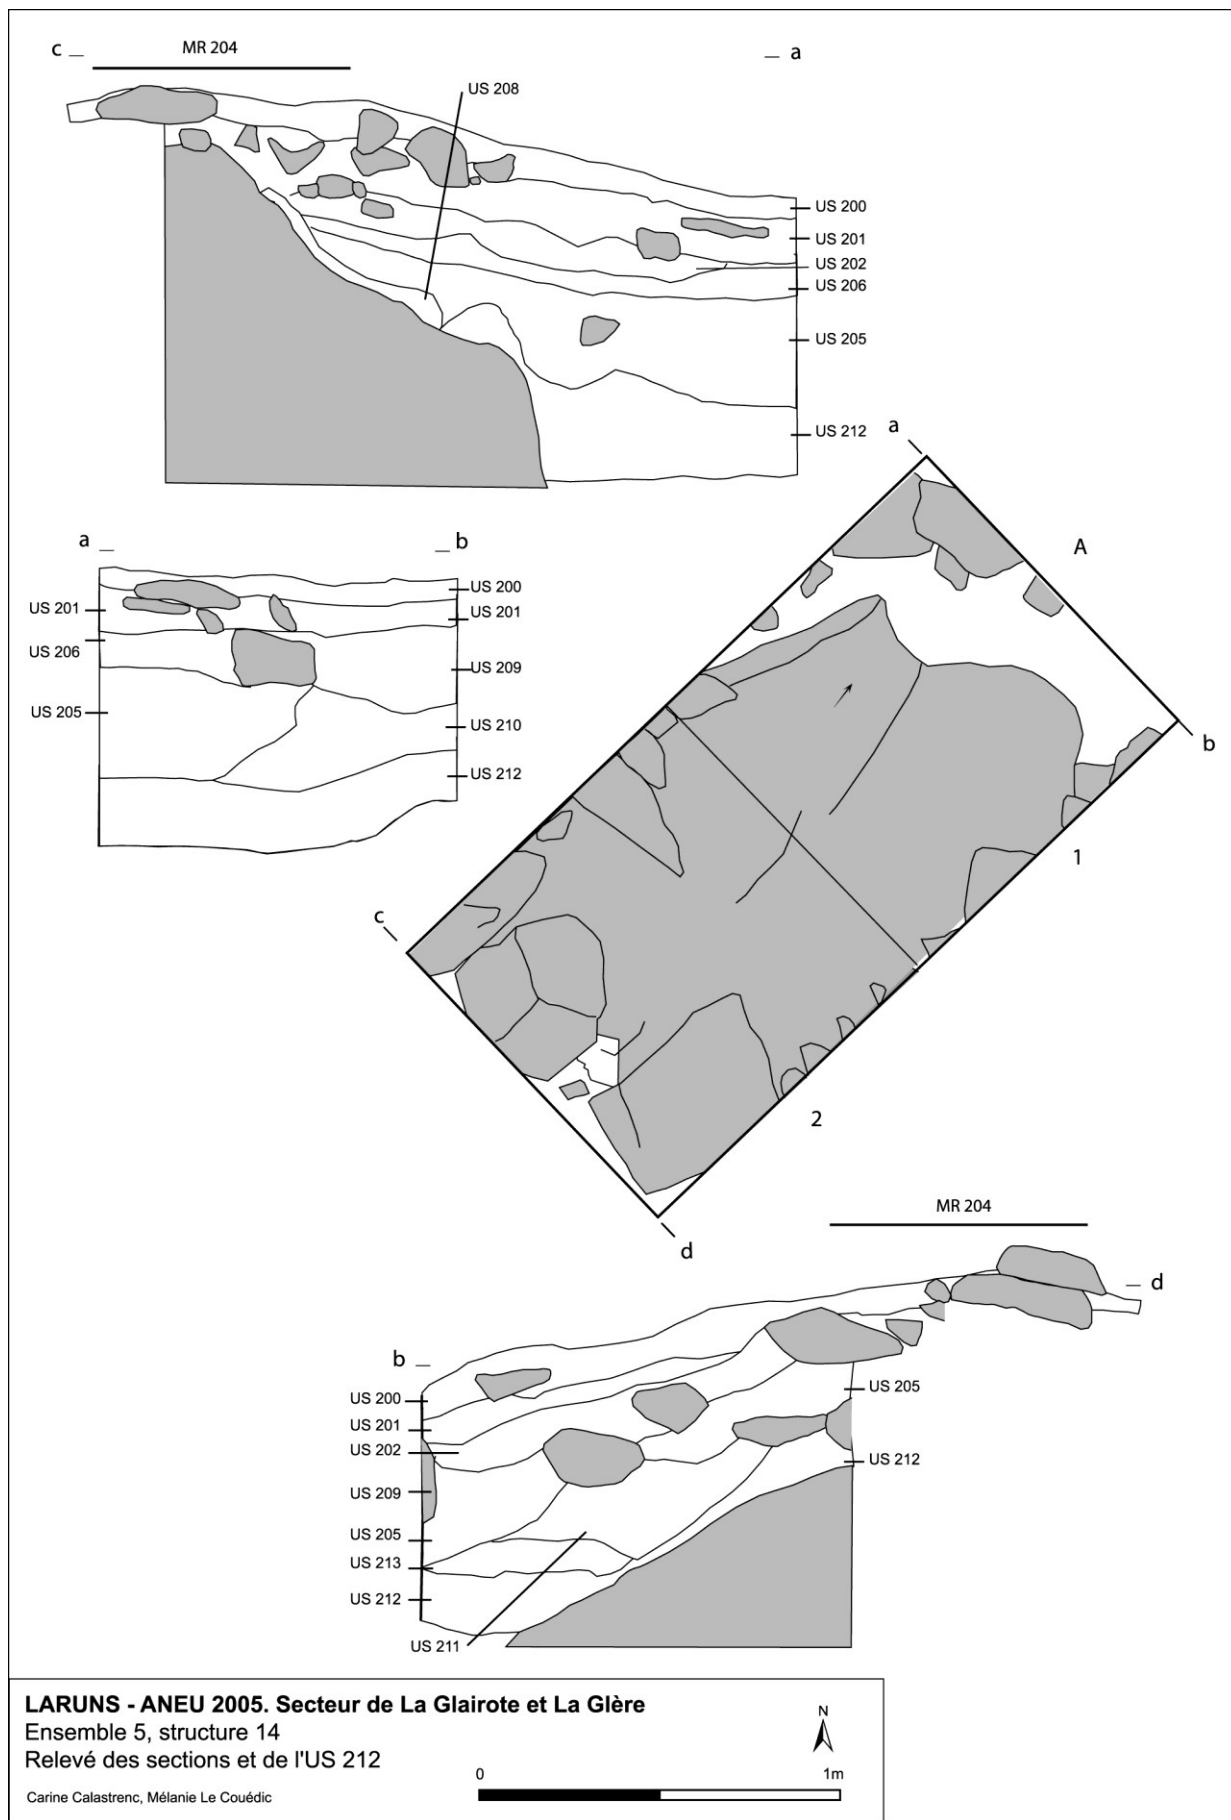 c
MR 204
a
US 208
US 200
US 201
US 202
US 206
US 205
US 212
a
b
US 201
US 206
US 205
US 200
US 201
US 209
US 210
US 212
a
A
b
1
c
2
d
MR 204
d
b
US 200
US 201
US 202
US 209
US 205
US 213
US 212
US 211
US 205
US 212
LARUNS - ANEU 2005. Secteur de La Glairote et La Glère
Ensemble 5, structure 14
Relevé des sections et de l'US 212
Carine Calastrenc, Mélanie Le Couédic
N
0 1m